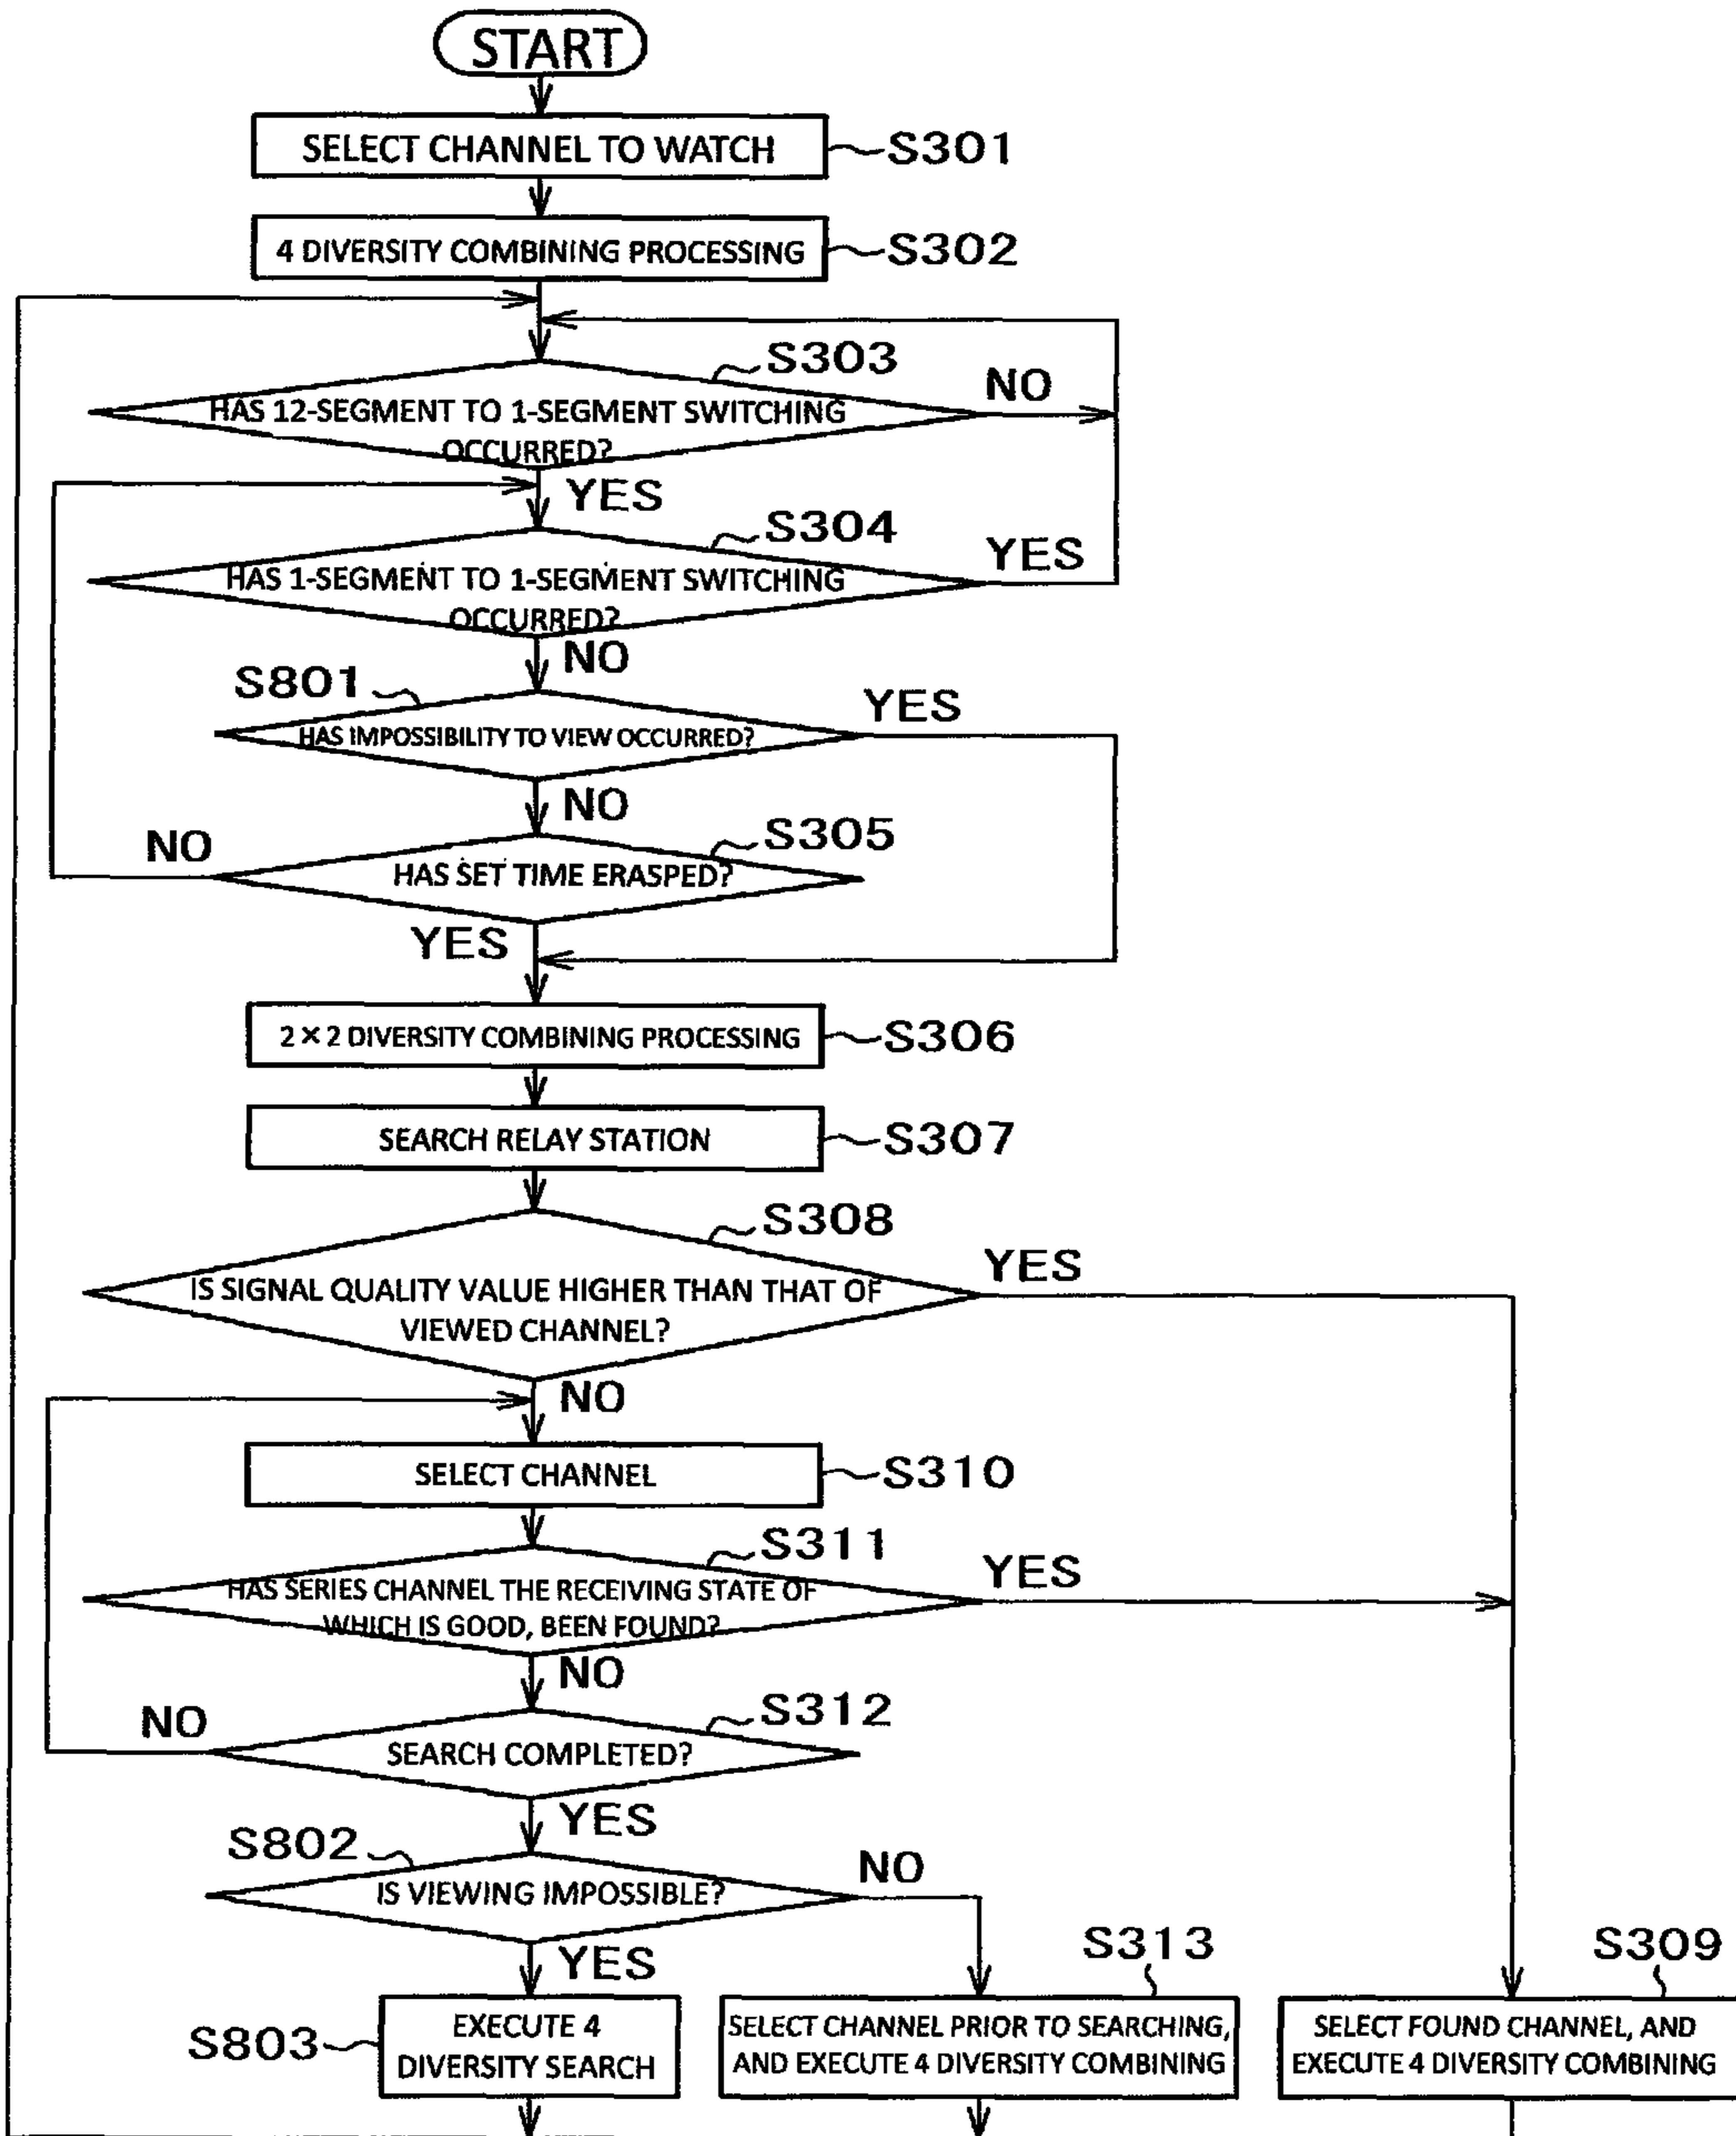 START
SELECT CHANNEL TO WATCH
S301
4 DIVERSITY COMBINING PROCESSING
S302
S303
NO
HAS 12-SEGMENT TO 1-SEGMENT SWITCHING
OCCURRED?
YES
S304
YES
HAS 1-SEGMENT TO 1-SEGMENT SWITCHING
OCCURRED?
NO
S801
YES
HAS IMPOSSIBILITY TO VIEW OCCURRED?
NO
S305
NO
HAS SET TIME ERASPED?
YES
2 × 2 DIVERSITY COMBINING PROCESSING
S306
SEARCH RELAY STATION
S307
S308
YES
IS SIGNAL QUALITY VALUE HIGHER THAN THAT OF
VIEWED CHANNEL?
NO
SELECT CHANNEL
S310
S311
YES
HAS SERIES CHANNEL THE RECEIVING STATE OF
WHICH IS GOOD, BEEN FOUND?
NO
S312
NO
SEARCH COMPLETED?
YES
S802
NO
IS VIEWING IMPOSSIBLE?
YES
S313
S309
S803
EXECUTE 4
DIVERSITY SEARCH
SELECT CHANNEL PRIOR TO SEARCHING,
AND EXECUTE 4 DIVERSITY COMBINING
SELECT FOUND CHANNEL, AND
EXECUTE 4 DIVERSITY COMBINING